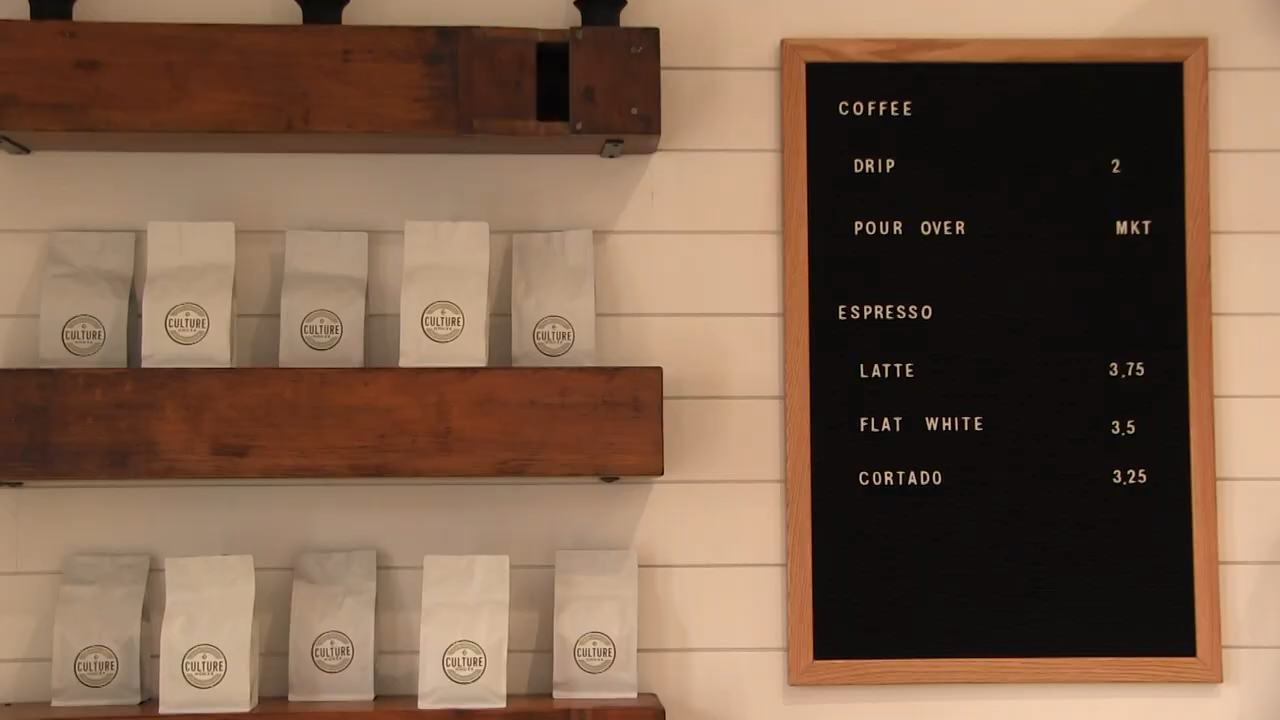 COFFEE
DRIP 2
POUR OVER MKT
ESPRESSO
LATTE 3.75
FLAT WHITE 3.5
CORTADO 3.25
CULTURE
CULTURE
CULTURE
CULTURE
CULTURE
CULTURE
CULTURE
CULTURE
CULTURE
CULTURE